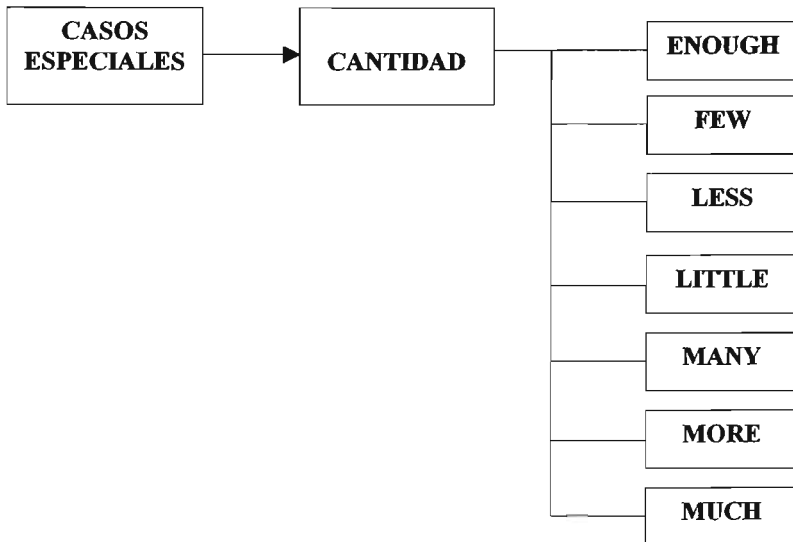 CASOS
ESPECIALES
CANTIDAD
ENOUGH
FEW
LESS
LITTLE
MANY
MORE
MUCH